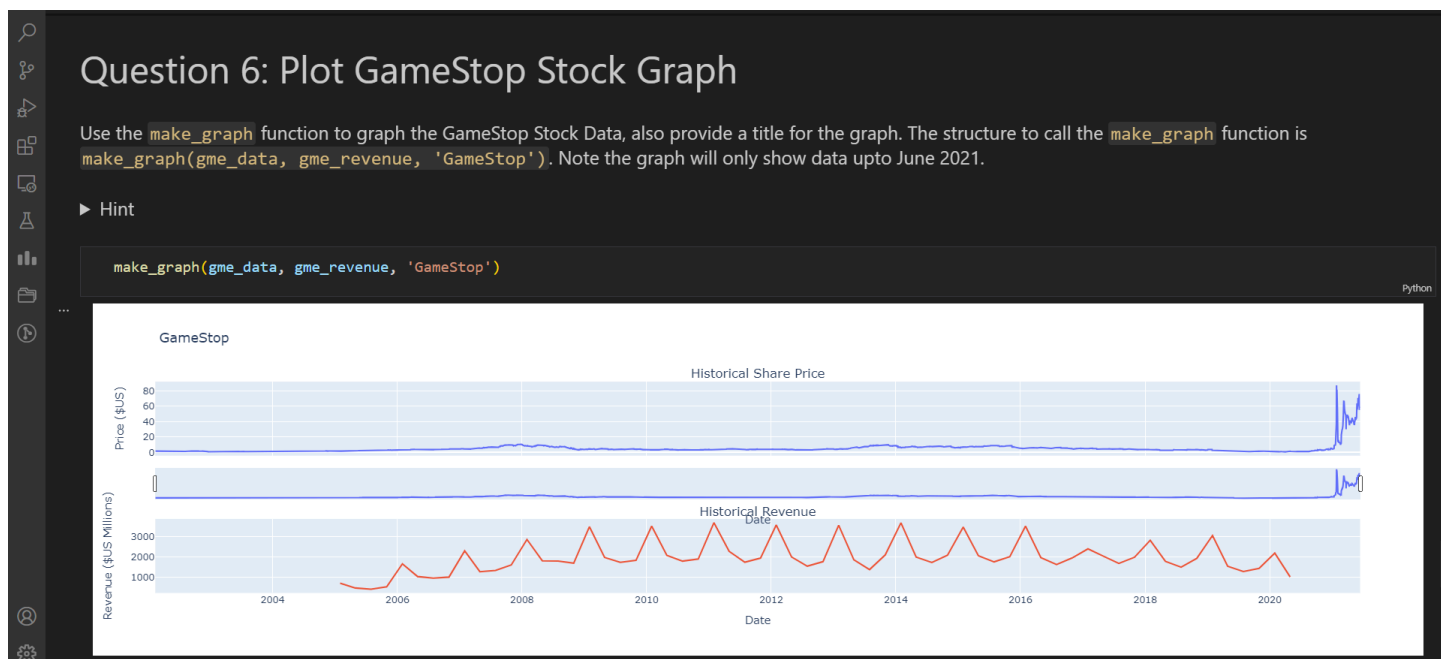 Question 6: Plot GameStop Stock Graph
Use the make_graph function to graph the GameStop Stock Data, also provide a title for the graph. The structure to call the make_graph function is
make_graph(gme_data, gme_revenue, 'GameStop'). Note the graph will only show data upto June 2021.
Hint
make_graph(gme_data, gme_revenue, 'GameStop')
Python
...
GameStop
Historical Share Price
Price ($US)
80
60
40
20
0
Historical Revenue
Date
Revenue ($US Millions)
3000
2000
1000
2004 2006 2008 2010 2012 2014 2016 2018 2020
Date